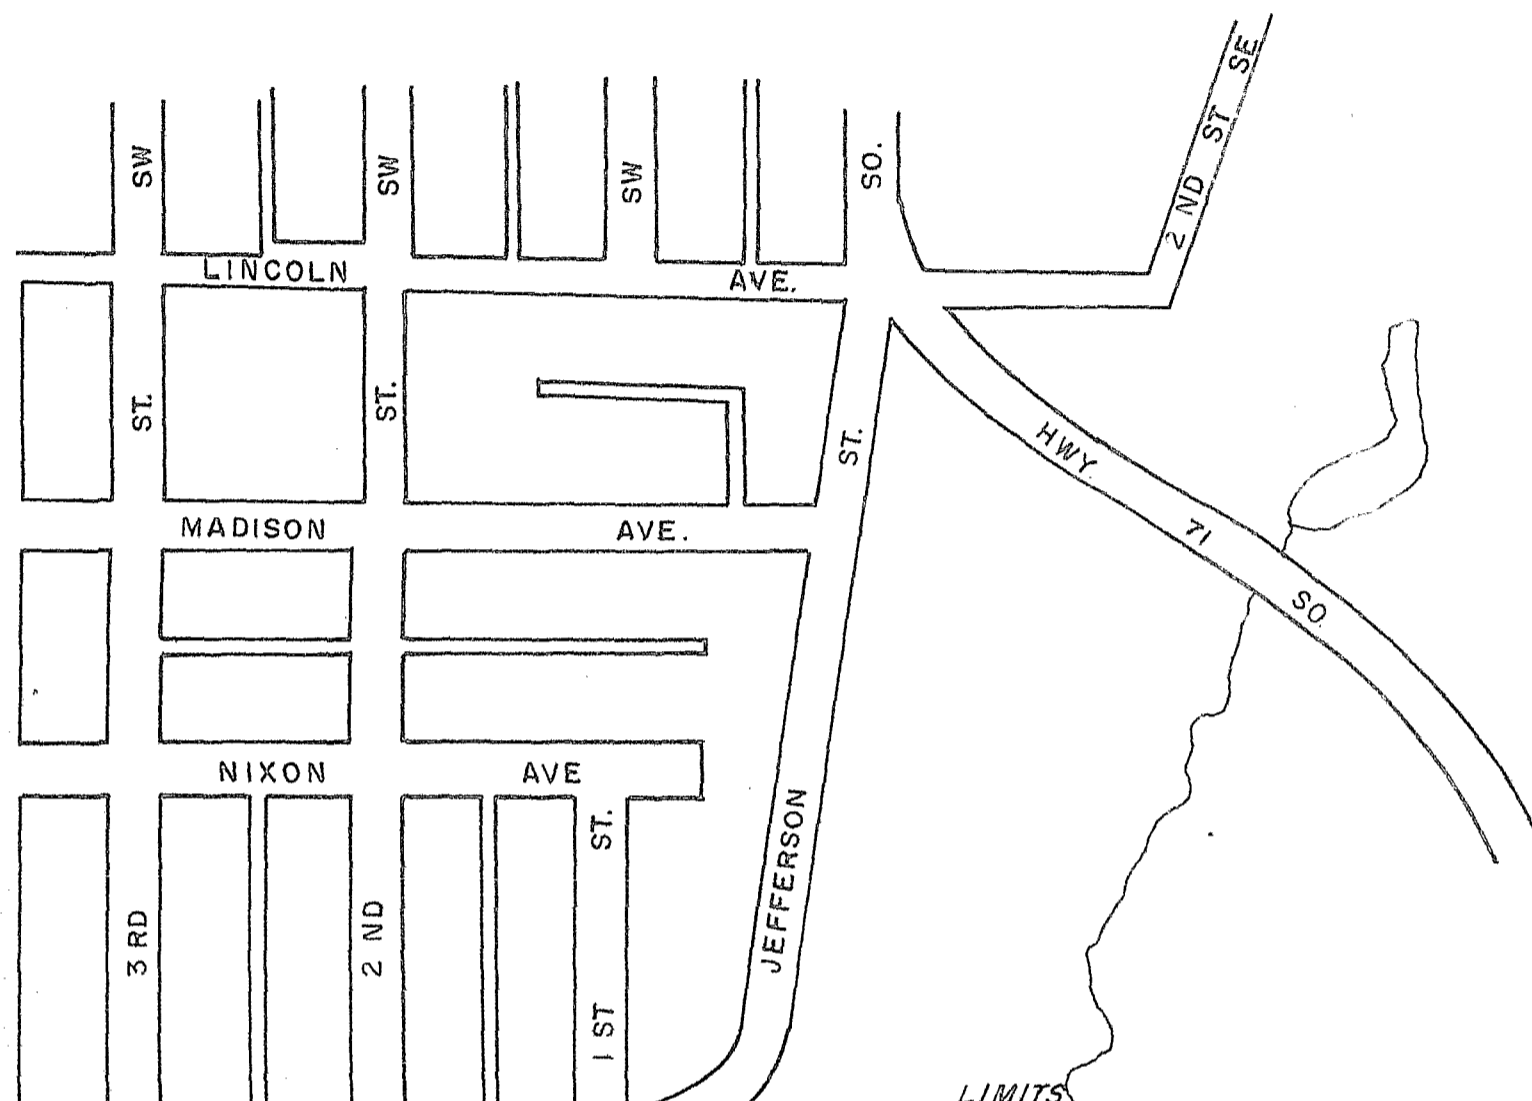 2 ND ST SE
SW
SW
SW
SO.
LINCOLN AVE.
ST.
ST.
ST.
HWY. 71 SO.
MADISON AVE.
NIXON AVE
3 RD
2 ND
1 ST ST.
JEFFERSON
LIMITS